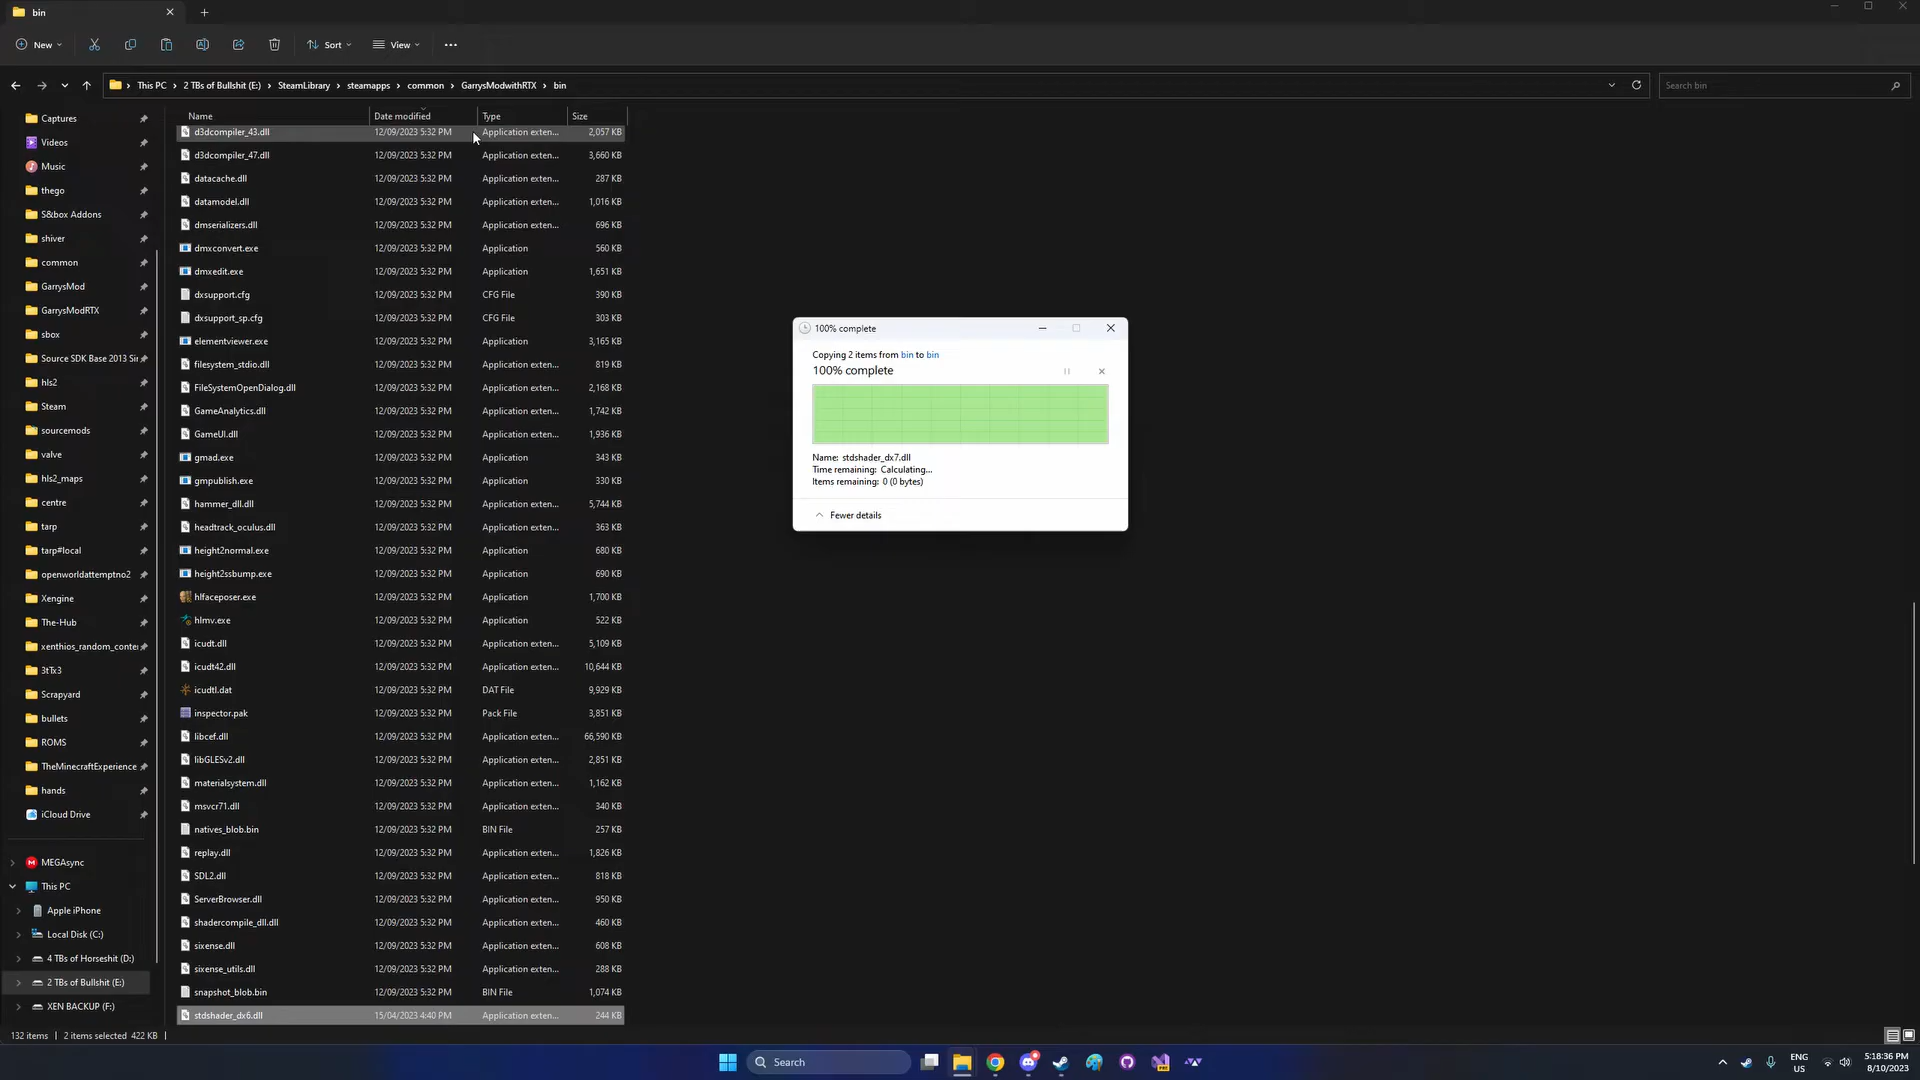 bin
New
Sort
View
This PC > 2 TBs of Bullshit (E:) > SteamLibrary > steamapps > common > GarrysModwithRTX > bin
Search bin
Name Date modified Type Size
Captures
Videos
Music
thego
S&box Addons
shiver
common
GarrysMod
GarrysModRTX
sbox
Source SDK Base 2013 Sin
hls2
Steam
sourcemods
valve
hls2_maps
centre
tarp
tarp#local
openworldattemptno2
Xengine
The-Hub
xenthios_random_conte
3tTx3
Scrapyard
bullets
ROMS
TheMinecraftExperience
hands
iCloud Drive
MEGAsync
This PC
Apple iPhone
Local Disk (C:)
4 TBs of Horseshit (D:)
2 TBs of Bullshit (E:)
XEN BACKUP (F:)
d3dcompiler_43.dll 12/09/2023 5:32 PM Application exten... 2,057 KB
d3dcompiler_47.dll 12/09/2023 5:32 PM Application exten... 3,660 KB
datacache.dll 12/09/2023 5:32 PM Application exten... 287 KB
datamodel.dll 12/09/2023 5:32 PM Application exten... 1,016 KB
dmserializers.dll 12/09/2023 5:32 PM Application exten... 696 KB
dmxconvert.exe 12/09/2023 5:32 PM Application 560 KB
dmxedit.exe 12/09/2023 5:32 PM Application 1,651 KB
dxsupport.cfg 12/09/2023 5:32 PM CFG File 390 KB
dxsupport_sp.cfg 12/09/2023 5:32 PM CFG File 303 KB
elementviewer.exe 12/09/2023 5:32 PM Application 3,165 KB
filesystem_stdio.dll 12/09/2023 5:32 PM Application exten... 819 KB
FileSystemOpenDialog.dll 12/09/2023 5:32 PM Application exten... 2,168 KB
GameAnalytics.dll 12/09/2023 5:32 PM Application exten... 1,742 KB
GameUI.dll 12/09/2023 5:32 PM Application exten... 1,936 KB
gmad.exe 12/09/2023 5:32 PM Application 343 KB
gmpublish.exe 12/09/2023 5:32 PM Application 330 KB
hammer_dll.dll 12/09/2023 5:32 PM Application exten... 5,744 KB
headtrack_oculus.dll 12/09/2023 5:32 PM Application exten... 363 KB
height2normal.exe 12/09/2023 5:32 PM Application 680 KB
height2ssbump.exe 12/09/2023 5:32 PM Application 690 KB
hlfaceposer.exe 12/09/2023 5:32 PM Application 1,700 KB
hlmv.exe 12/09/2023 5:32 PM Application 522 KB
icudt.dll 12/09/2023 5:32 PM Application exten... 5,109 KB
icudt42.dll 12/09/2023 5:32 PM Application exten... 10,644 KB
icudtl.dat 12/09/2023 5:32 PM DAT File 9,929 KB
inspector.pak 12/09/2023 5:32 PM Pack File 3,851 KB
libcef.dll 12/09/2023 5:32 PM Application exten... 66,590 KB
libGLESv2.dll 12/09/2023 5:32 PM Application exten... 2,851 KB
materialsystem.dll 12/09/2023 5:32 PM Application exten... 1,162 KB
msvcr71.dll 12/09/2023 5:32 PM Application exten... 340 KB
natives_blob.bin 12/09/2023 5:32 PM BIN File 257 KB
replay.dll 12/09/2023 5:32 PM Application exten... 1,826 KB
SDL2.dll 12/09/2023 5:32 PM Application exten... 818 KB
ServerBrowser.dll 12/09/2023 5:32 PM Application exten... 950 KB
shadercompile_dll.dll 12/09/2023 5:32 PM Application exten... 460 KB
sixense.dll 12/09/2023 5:32 PM Application exten... 608 KB
sixense_utils.dll 12/09/2023 5:32 PM Application exten... 288 KB
snapshot_blob.bin 12/09/2023 5:32 PM BIN File 1,074 KB
stdshader_dx6.dll 15/04/2023 4:40 PM Application exten... 244 KB
100% complete
Copying 2 items from bin to bin
100% complete
Name: stdshader_dx7.dll
Time remaining: Calculating...
Items remaining: 0 (0 bytes)
Fewer details
132 items 2 items selected 422 KB
Search
ENG
US
5:18:36 PM
8/10/2023